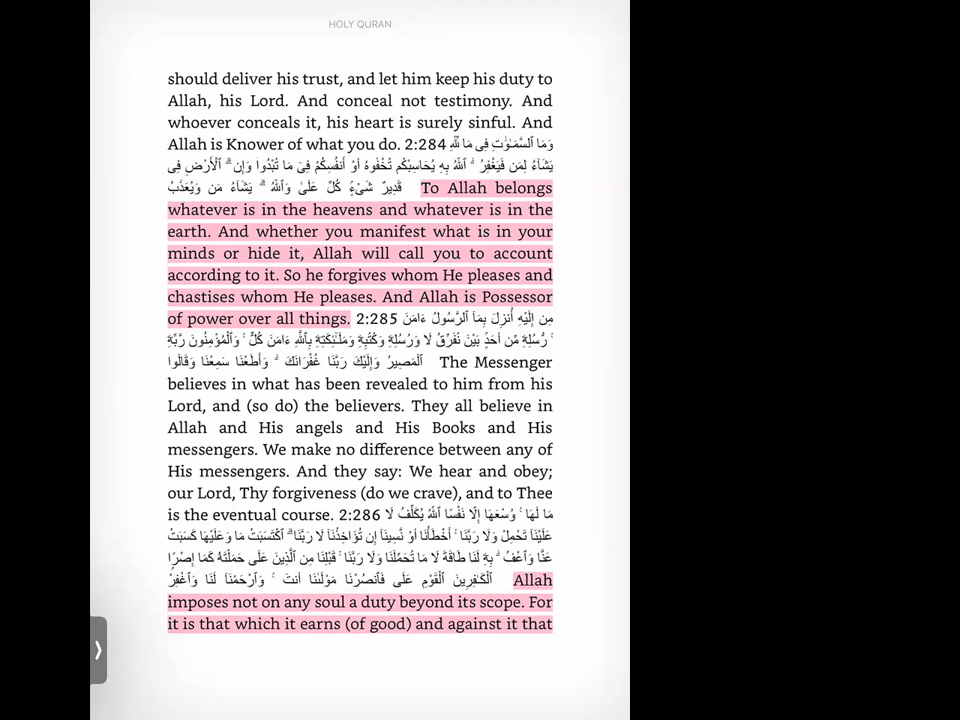 HOLY QURAN
should deliver his trust, and let him keep his duty to
Allah, his Lord. And conceal not testimony. And
whoever conceals it, his heart is surely sinful. And
Allah is Knower of what you do. 2:284 وَمَا ٱلسَّمَـٰوَٰتِ فِى مَا لِّلَّهِ
يَشَآءُ لِمَن فَيَغْفِرُ ۖ ٱللَّهُ بِهِ يُحَاسِبْكُم تُخْفُوهُ أَوْ أَنفُسِكُمْ فِىٓ مَا تُبْدُوا۟ وَإِن ۗ ٱلْأَرْضِ فِى
قَدِيرٌ شَىْءٍ كُلِّ عَلَىٰ وَٱللَّهُ ۗ يَشَآءُ مَن وَيُعَذِّبُ To Allah belongs
whatever is in the heavens and whatever is in the
earth. And whether you manifest what is in your
minds or hide it, Allah will call you to account
according to it. So he forgives whom He pleases and
chastises whom He pleases. And Allah is Possessor
of power over all things. 2:285 مِن إِلَيْهِ أُنزِلَ بِمَآ ٱلرَّسُولُ ءَامَنَ
ۚ رُّسُلِهِ مِّن أَحَدٍ بَيْنَ نُفَرِّقُ لَا وَرُسُلِهِ وَكُتُبِهِ وَمَلَـٰٓئِكَتِهِ بِٱللَّهِ ءَامَنَ كُلٌّ ۚ وَٱلْمُؤْمِنُونَ رَّبِّهِ
ٱلْمَصِيرُ وَإِلَيْكَ رَبَّنَا غُفْرَانَكَ ۖ وَأَطَعْنَا سَمِعْنَا وَقَالُوا۟ The Messenger
believes in what has been revealed to him from his
Lord, and (so do) the believers. They all believe in
Allah and His angels and His Books and His
messengers. We make no difference between any of
His messengers. And they say: We hear and obey;
our Lord, Thy forgiveness (do we crave), and to Thee
is the eventual course. 2:286 مَا لَهَا ۚ وُسْعَهَا إِلَّا نَفْسًا ٱللَّهُ يُكَلِّفُ لَا
عَلَيْنَآ تَحْمِلْ وَلَا رَبَّنَا ۚ أَخْطَأْنَا أَوْ نَّسِينَآ إِن تُؤَاخِذْنَآ لَا رَبَّنَا ۗ ٱكْتَسَبَتْ مَا وَعَلَيْهَا كَسَبَتْ
عَنَّا وَٱعْفُ ۖ بِهِ لَنَا طَاقَةَ لَا مَا تُحَمِّلْنَا وَلَا رَبَّنَا ۚ قَبْلِنَا مِن ٱلَّذِينَ عَلَى حَمَلْتَهُ كَمَا إِصْرًا
ٱلْكَـٰفِرِينَ ٱلْقَوْمِ عَلَى فَٱنصُرْنَا مَوْلَىٰنَا أَنتَ ۚ وَٱرْحَمْنَآ لَنَا وَٱغْفِرْ Allah
imposes not on any soul a duty beyond its scope. For
it is that which it earns (of good) and against it that